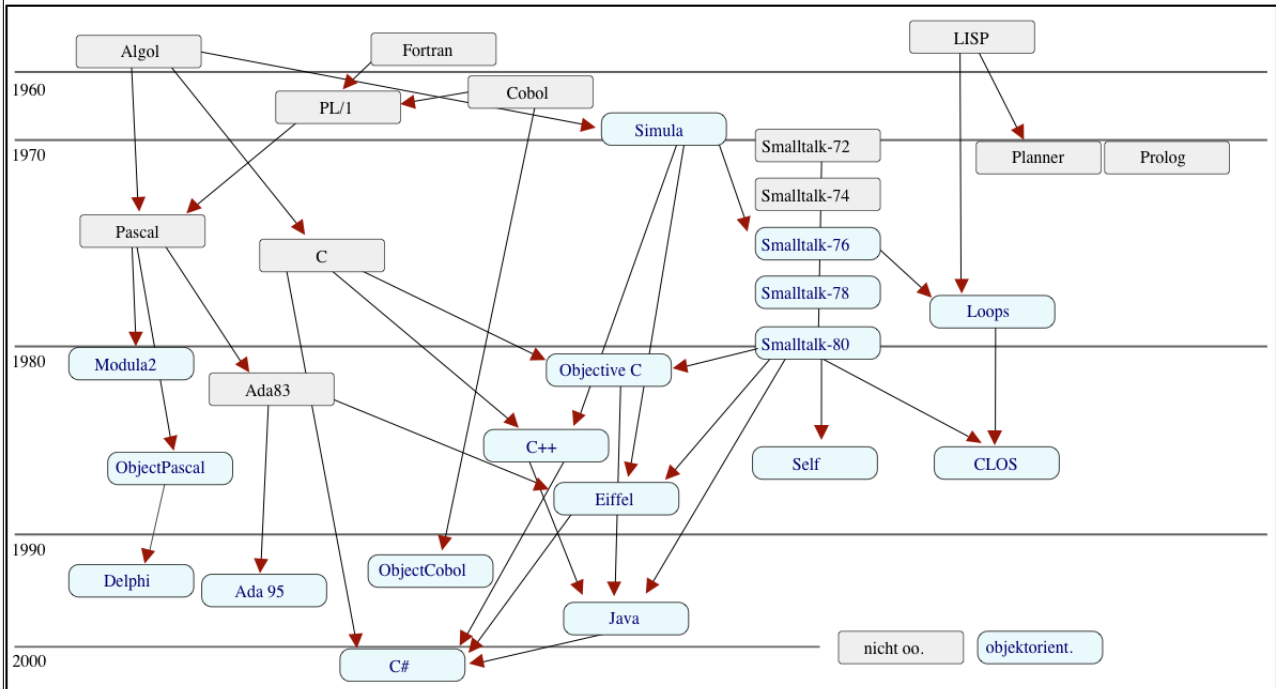 Algol
Fortran
LISP
1960
PL/1
Cobol
Simula
1970
Smalltalk-72
Planner
Prolog
Smalltalk-74
Pascal
C
Smalltalk-76
Smalltalk-78
Loops
1980
Smalltalk-80
Modula2
Objective C
Ada83
C++
ObjectPascal
Self
CLOS
Eiffel
1990
ObjectCobol
Delphi
Ada 95
Java
nicht oo.
objektorient.
2000
C#